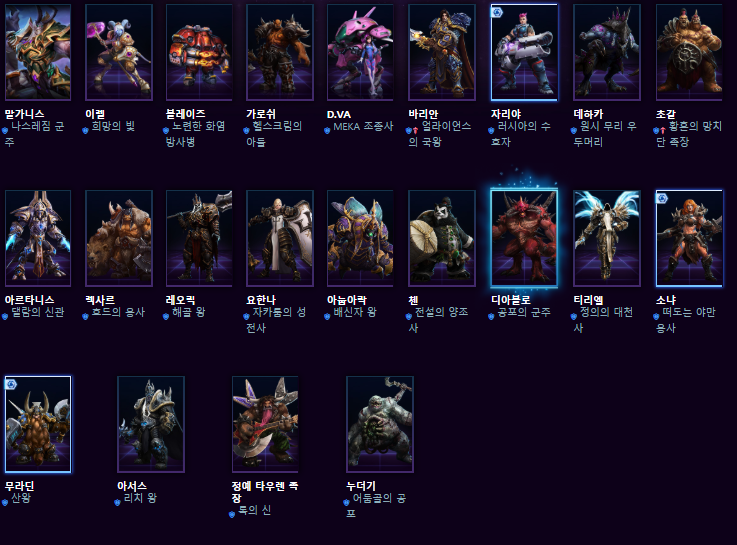 말가니스
나스레짐 군
주
이렐
희망의 빛
블레이즈
노련한 화염
방사병
가로쉬
헬스크림의
아들
D.VA
MEKA 조종사
바리안
얼라이언스
의 국왕
자리야
러시아의 수
호자
데하카
원시 무리 우
두머리
초갈
황혼의 망치
단 족장
아르타니스
댈람의 신관
렉사르
호드의 용사
레오릭
해골 왕
요한나
자카룸의 성
전사
아눕아락
배신자 왕
첸
전설의 양조
사
디아블로
공포의 군주
티리엘
정의의 대천
사
소냐
떠도는 야만
용사
무라딘
산왕
아서스
리치 왕
정예 타우렌 족
장
록의 신
누더기
어둠골의 공
포